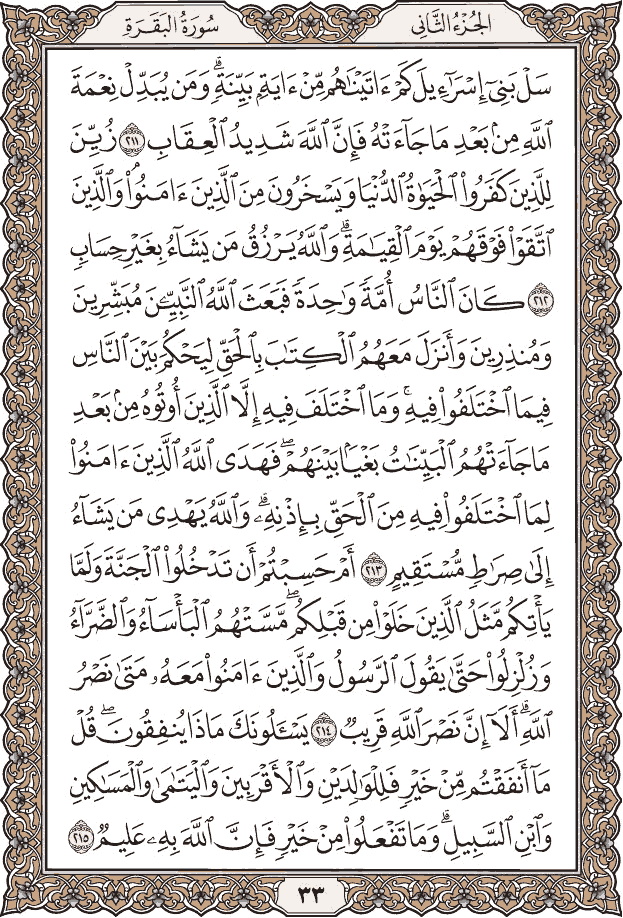 الجُزْءُ الثَّانِي
سُورَةُ البَقَرَةِ
سَلْ بَنِىٓ إِسْرَٰٓءِيلَ كَمْ ءَاتَيْنَٰهُم مِّنْ ءَايَةِۭ بَيِّنَةٖۗ وَمَن يُبَدِّلْ نِعْمَةَ
ٱللَّهِ مِنۢ بَعْدِ مَا جَآءَتْهُ فَإِنَّ ٱللَّهَ شَدِيدُ ٱلْعِقَابِ ٢١١ زُيِّنَ
لِلَّذِينَ كَفَرُوا۟ ٱلْحَيَوٰةُ ٱلدُّنْيَا وَيَسْخَرُونَ مِنَ ٱلَّذِينَ ءَامَنُوا۟ۘ وَٱلَّذِينَ
ٱتَّقَوْا۟ فَوْقَهُمْ يَوْمَ ٱلْقِيَٰمَةِۗ وَٱللَّهُ يَرْزُقُ مَن يَشَآءُ بِغَيْرِ حِسَابٖ
٢١٢ كَانَ ٱلنَّاسُ أُمَّةٗ وَٰحِدَةٗ فَبَعَثَ ٱللَّهُ ٱلنَّبِيِّـۧنَ مُبَشِّرِينَ
وَمُنذِرِينَ وَأَنزَلَ مَعَهُمُ ٱلْكِتَٰبَ بِٱلْحَقِّ لِيَحْكُمَ بَيْنَ ٱلنَّاسِ
فِيمَا ٱخْتَلَفُوا۟ فِيهِۚ وَمَا ٱخْتَلَفَ فِيهِ إِلَّا ٱلَّذِينَ أُوتُوهُ مِنۢ بَعْدِ
مَا جَآءَتْهُمُ ٱلْبَيِّنَٰتُ بَغْيَۢا بَيْنَهُمْۖ فَهَدَى ٱللَّهُ ٱلَّذِينَ ءَامَنُوا۟
لِمَا ٱخْتَلَفُوا۟ فِيهِ مِنَ ٱلْحَقِّ بِإِذْنِهِۦۗ وَٱللَّهُ يَهْدِى مَن يَشَآءُ
إِلَىٰ صِرَٰطٖ مُّسْتَقِيمٍ ٢١٣ أَمْ حَسِبْتُمْ أَن تَدْخُلُوا۟ ٱلْجَنَّةَ وَلَمَّا
يَأْتِكُم مَّثَلُ ٱلَّذِينَ خَلَوْا۟ مِن قَبْلِكُمۖ مَّسَّتْهُمُ ٱلْبَأْسَآءُ وَٱلضَّرَّآءُ
وَزُلْزِلُوا۟ حَتَّىٰ يَقُولَ ٱلرَّسُولُ وَٱلَّذِينَ ءَامَنُوا۟ مَعَهُۥ مَتَىٰ نَصْرُ
ٱللَّهِۗ أَلَآ إِنَّ نَصْرَ ٱللَّهِ قَرِيبٞ ٢١٤ يَسْـَٔلُونَكَ مَاذَا يُنفِقُونَۖ قُلْ
مَآ أَنفَقْتُم مِّنْ خَيْرٖ فَلِلْوَٰلِدَيْنِ وَٱلْأَقْرَبِينَ وَٱلْيَتَٰمَىٰ وَٱلْمَسَٰكِينِ
وَٱبْنِ ٱلسَّبِيلِۗ وَمَا تَفْعَلُوا۟ مِنْ خَيْرٖ فَإِنَّ ٱللَّهَ بِهِۦ عَلِيمٞ ٢١٥
٣٣